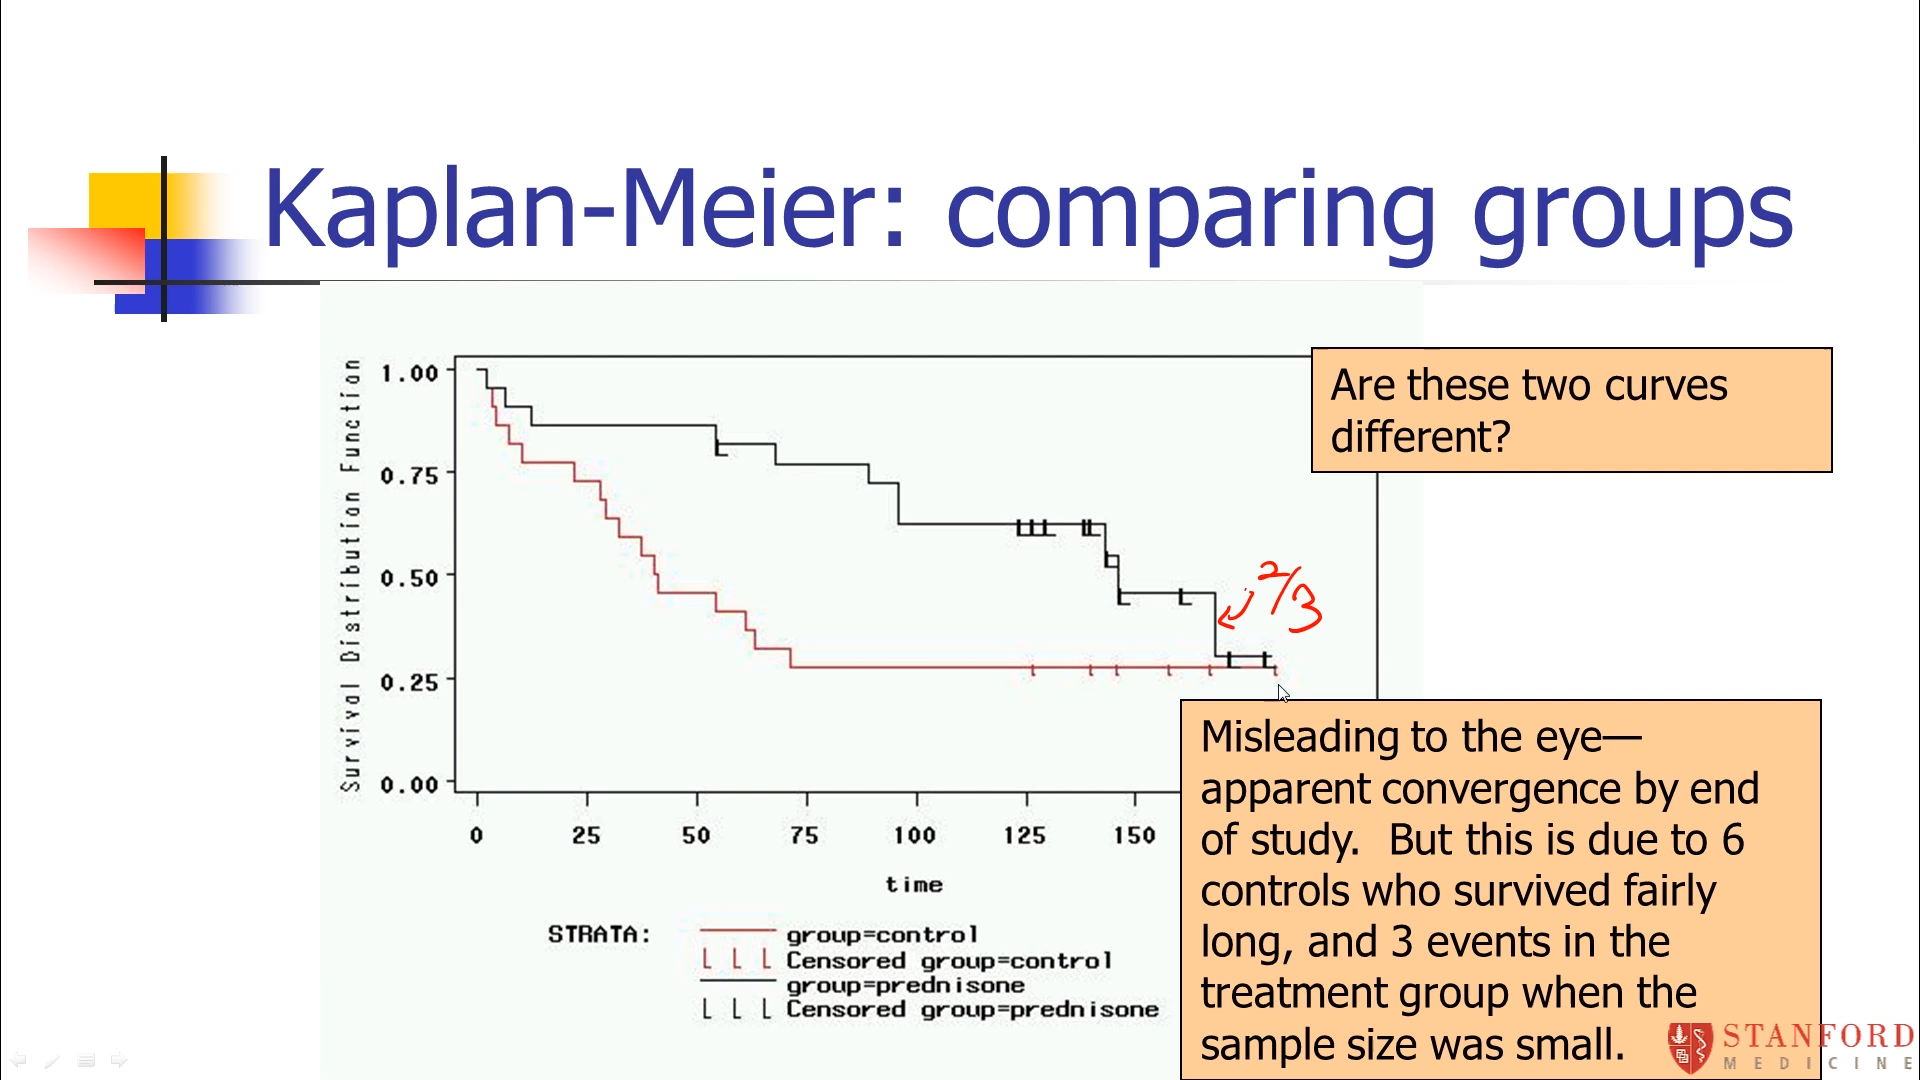 Kaplan-Meier: comparing groups
Survival Distribution Function
1.00
0.75
0.50
0.25
0.00
0 25 50 75 100 125 150
time
STRATA:
group=control
Censored group=control
group=prednisone
Censored group=prednisone
Are these two curves
different?
2/3
Misleading to the eye—
apparent convergence by end
of study. But this is due to 6
controls who survived fairly
long, and 3 events in the
treatment group when the
sample size was small.
STANFORD
MEDICINE